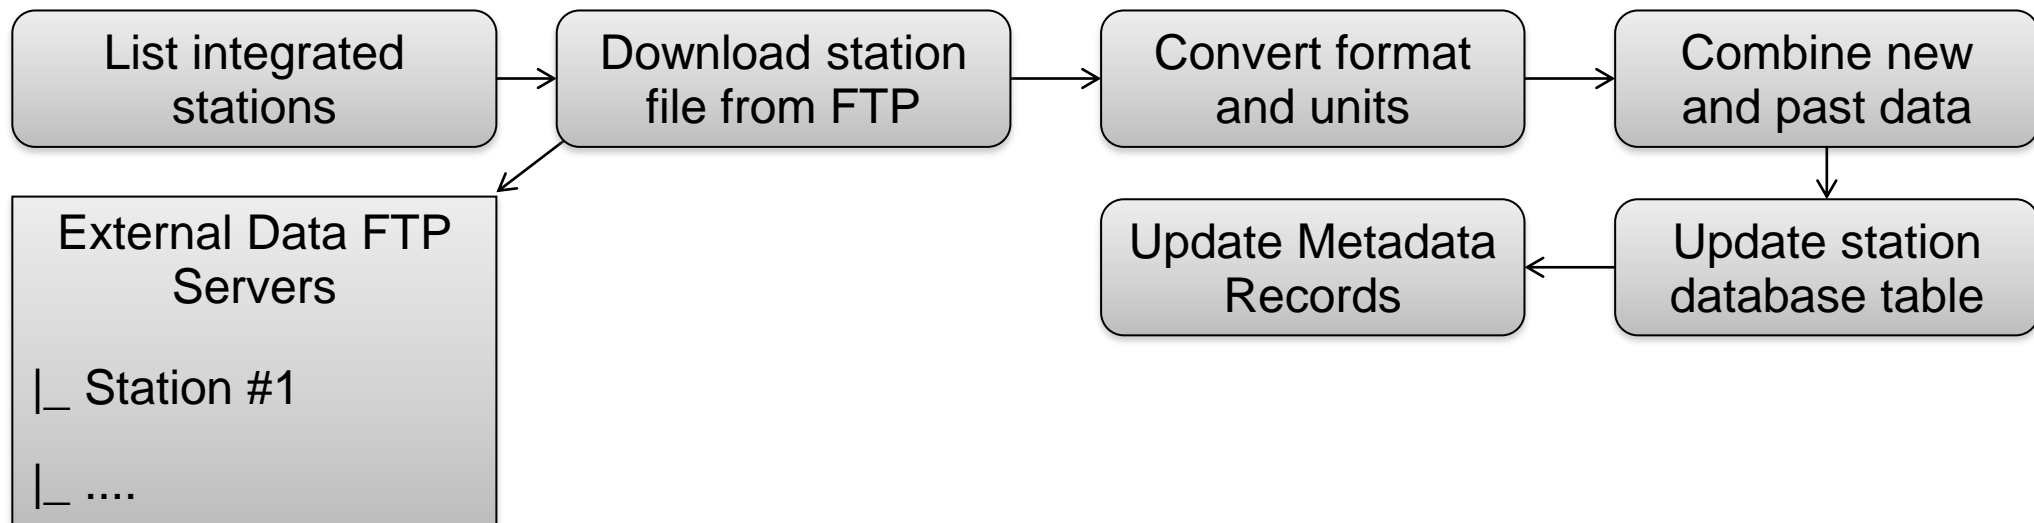 List integrated
stations
Download station
file from FTP
Convert format
and units
Combine new
and past data
External Data FTP
Servers
|_ Station #1
|_ ....
Update Metadata
Records
Update station
database table